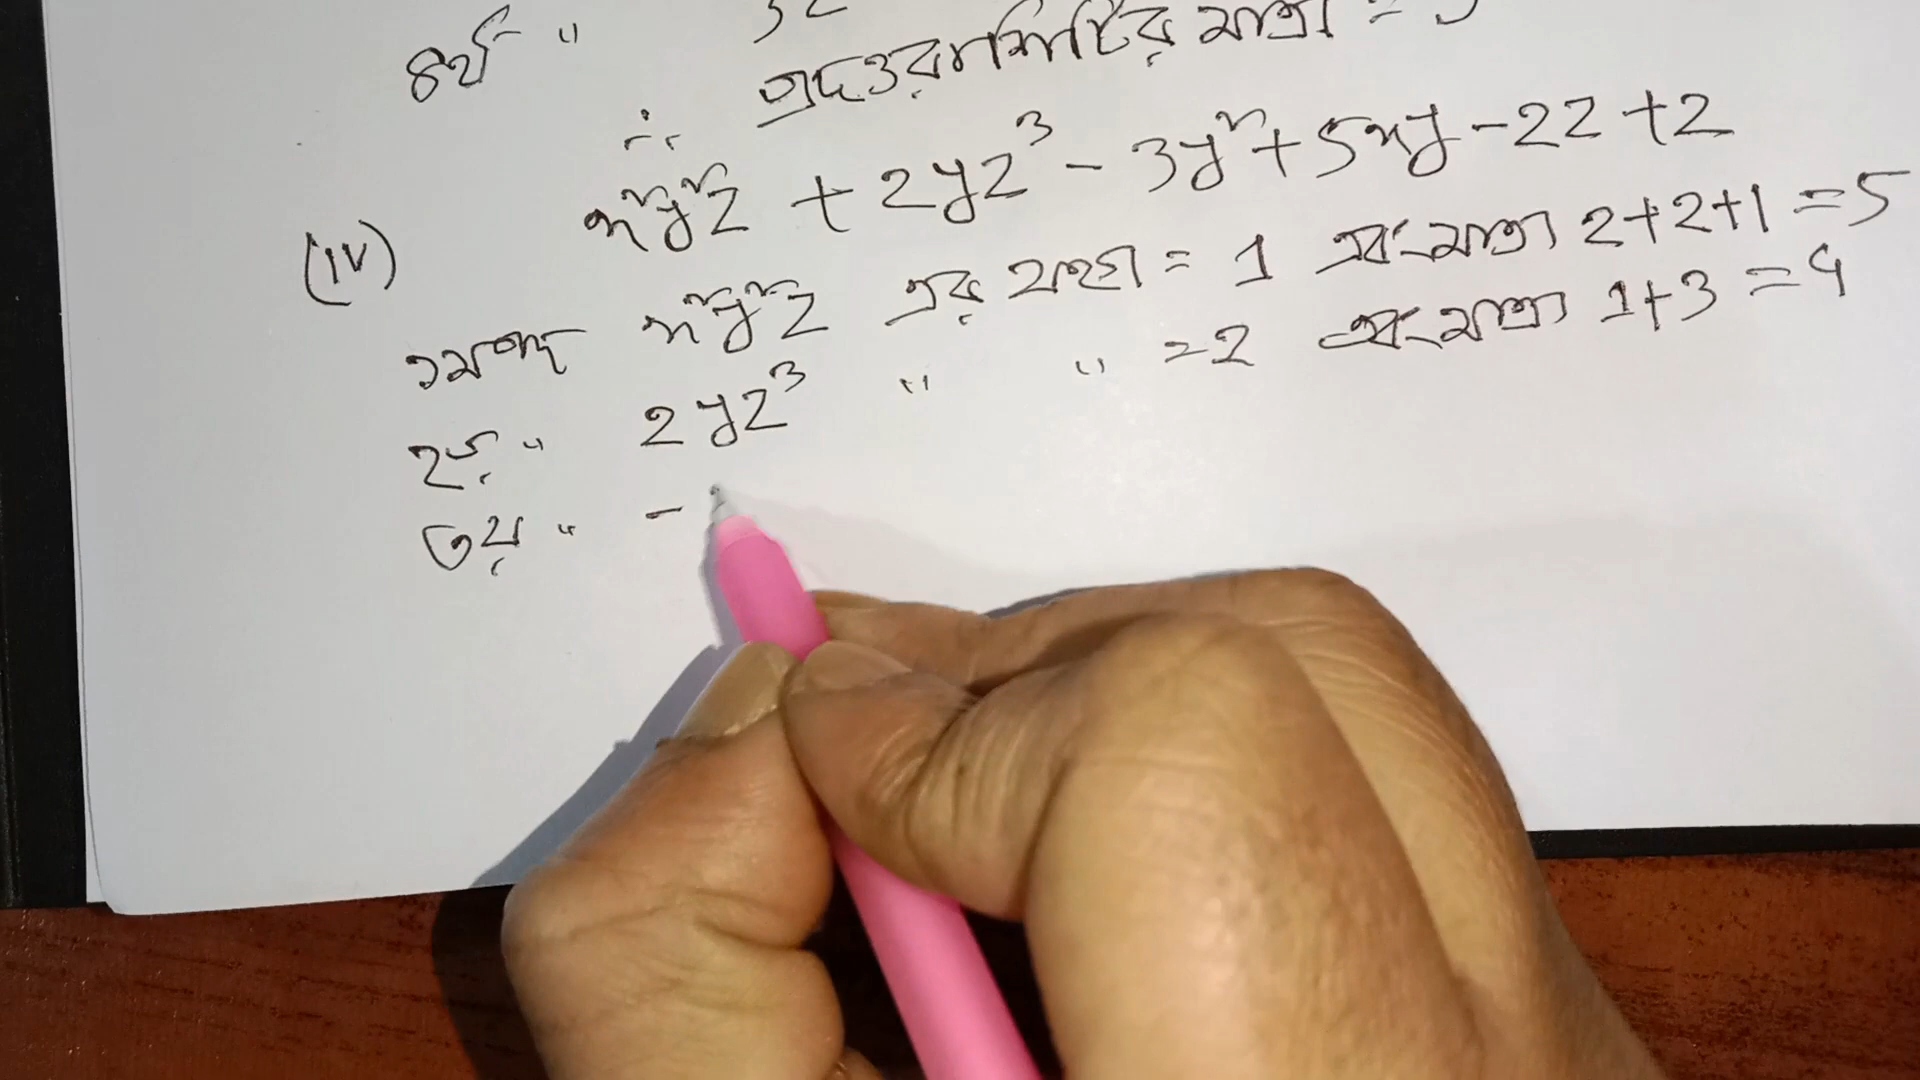 ৪র্থ "
∴ প্রদত্ত রাশিটির মাত্রা = 3
(iv) x²y²z + 2yz³ - 3y² + 5xy - 2z + 2
১ম পদ x²y²z এর সহগ = 1 এবং মাত্রা 2+2+1 = 5
২য় " 2yz³ " " = 2 এবং মাত্রা 1+3 = 4
৩য় " -